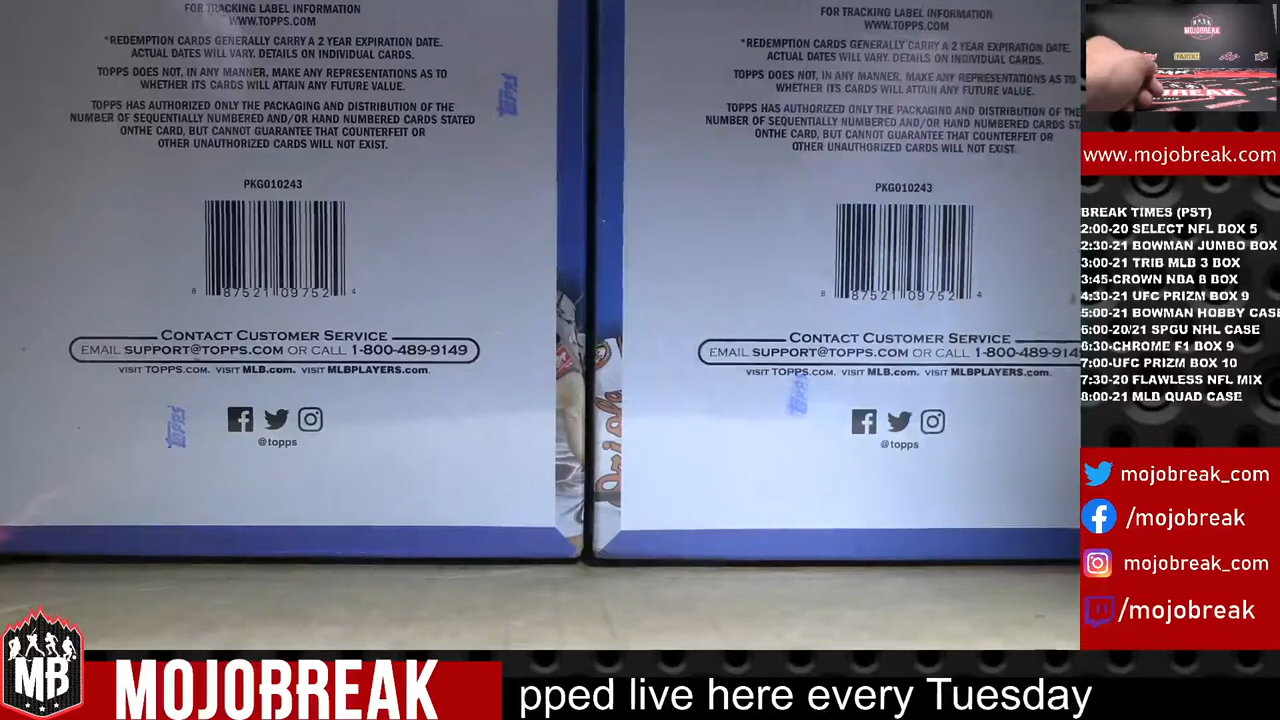 FOR TRACKING LABEL INFORMATION
WWW.TOPPS.COM
*REDEMPTION CARDS GENERALLY CARRY A 2 YEAR EXPIRATION DATE.
ACTUAL DATES WILL VARY. DETAILS ON INDIVIDUAL CARDS.
TOPPS DOES NOT, IN ANY MANNER, MAKE ANY REPRESENTATIONS AS TO
WHETHER ITS CARDS WILL ATTAIN ANY FUTURE VALUE.
TOPPS HAS AUTHORIZED ONLY THE PACKAGING AND DISTRIBUTION OF THE
NUMBER OF SEQUENTIALLY NUMBERED AND/OR HAND NUMBERED CARDS STATED
ONTHE CARD, BUT CANNOT GUARANTEE THAT COUNTERFEIT OR
OTHER UNAUTHORIZED CARDS WILL NOT EXIST.
Topps
PKG010243
8 87521 09752 4
CONTACT CUSTOMER SERVICE
EMAIL SUPPORT@TOPPS.COM OR CALL 1-800-489-9149
VISIT TOPPS.COM. VISIT MLB.com. VISIT MLBPLAYERS.com.
Topps
@topps
FOR TRACKING LABEL INFORMATION
WWW.TOPPS.COM
*REDEMPTION CARDS GENERALLY CARRY A 2 YEAR EXPIRATION DATE.
ACTUAL DATES WILL VARY. DETAILS ON INDIVIDUAL CARDS.
TOPPS DOES NOT, IN ANY MANNER, MAKE ANY REPRESENTATIONS AS TO
WHETHER ITS CARDS WILL ATTAIN ANY FUTURE VALUE.
TOPPS HAS AUTHORIZED ONLY THE PACKAGING AND DISTRIBUTION OF THE
NUMBER OF SEQUENTIALLY NUMBERED AND/OR HAND NUMBERED CARDS ST
ONTHE CARD, BUT CANNOT GUARANTEE THAT COUNTERFEIT OR
OTHER UNAUTHORIZED CARDS WILL NOT EXIST.
PKG010243
8 87521 09752 4
CONTACT CUSTOMER SERVICE
EMAIL SUPPORT@TOPPS.COM OR CALL 1-800-489-914
VISIT TOPPS.COM. VISIT MLB.com. VISIT MLBPLAYERS.com.
Topps
@topps
MOJOBREAK
PANINI
www.mojobreak.com
BREAK TIMES (PST)
2:00-20 SELECT NFL BOX 5
2:30-21 BOWMAN JUMBO BOX
3:00-21 TRIB MLB 3 BOX
3:45-CROWN NBA 8 BOX
4:30-21 UFC PRIZM BOX 9
5:00-21 BOWMAN HOBBY CASE
6:00-20/21 SPGU NHL CASE
6:30-CHROME F1 BOX 9
7:00-UFC PRIZM BOX 10
7:30-20 FLAWLESS NFL MIX
8:00-21 MLB QUAD CASE
mojobreak_com
/mojobreak
mojobreak_com
/mojobreak
MB
MOJOBREAK
pped live here every Tuesday